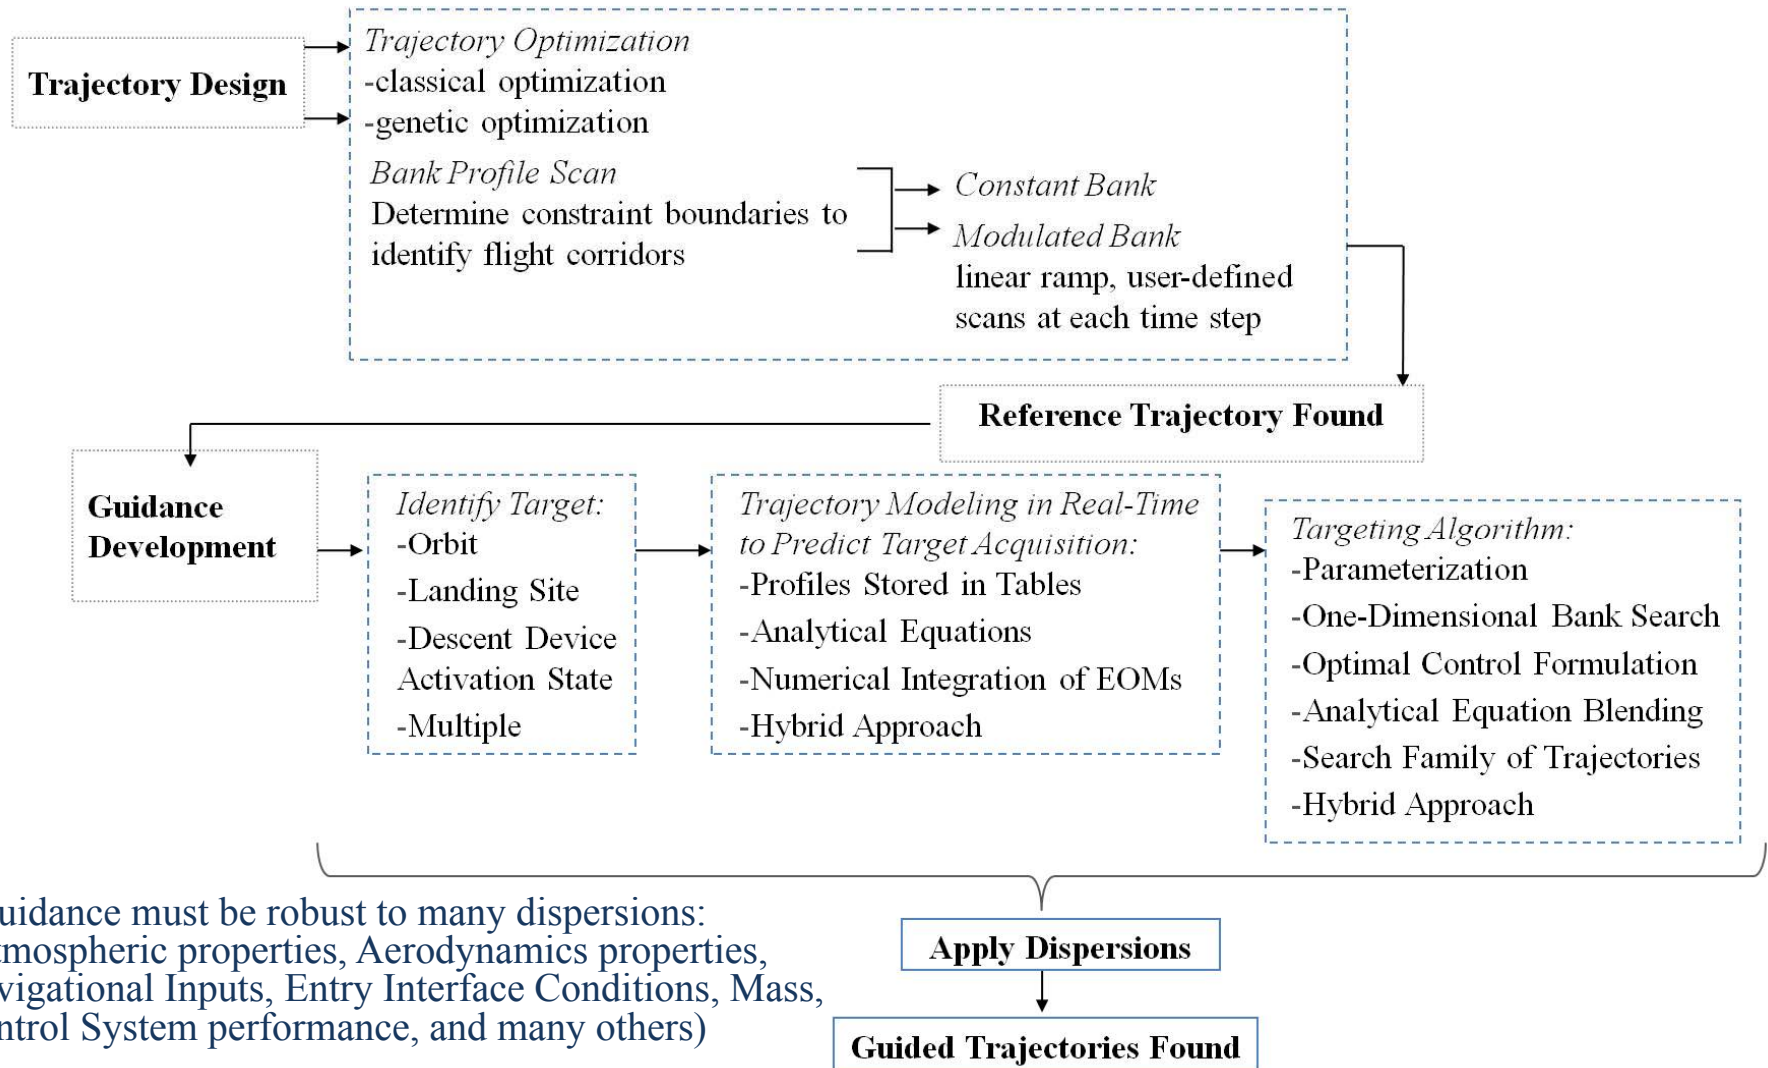 Trajectory Design
Trajectory Optimization
-classical optimization
-genetic optimization
Bank Profile Scan
Determine constraint boundaries to
identify flight corridors
Constant Bank
Modulated Bank
linear ramp, user-defined
scans at each time step
Reference Trajectory Found
Guidance
Development
Identify Target:
-Orbit
-Landing Site
-Descent Device
Activation State
-Multiple
Trajectory Modeling in Real-Time
to Predict Target Acquisition:
-Profiles Stored in Tables
-Analytical Equations
-Numerical Integration of EOMs
-Hybrid Approach
Targeting Algorithm:
-Parameterization
-One-Dimensional Bank Search
-Optimal Control Formulation
-Analytical Equation Blending
-Search Family of Trajectories
-Hybrid Approach
uidance must be robust to many dispersions:
tmospheric properties, Aerodynamics properties,
vigational Inputs, Entry Interface Conditions, Mass,
ntrol System performance, and many others)
Apply Dispersions
Guided Trajectories Found